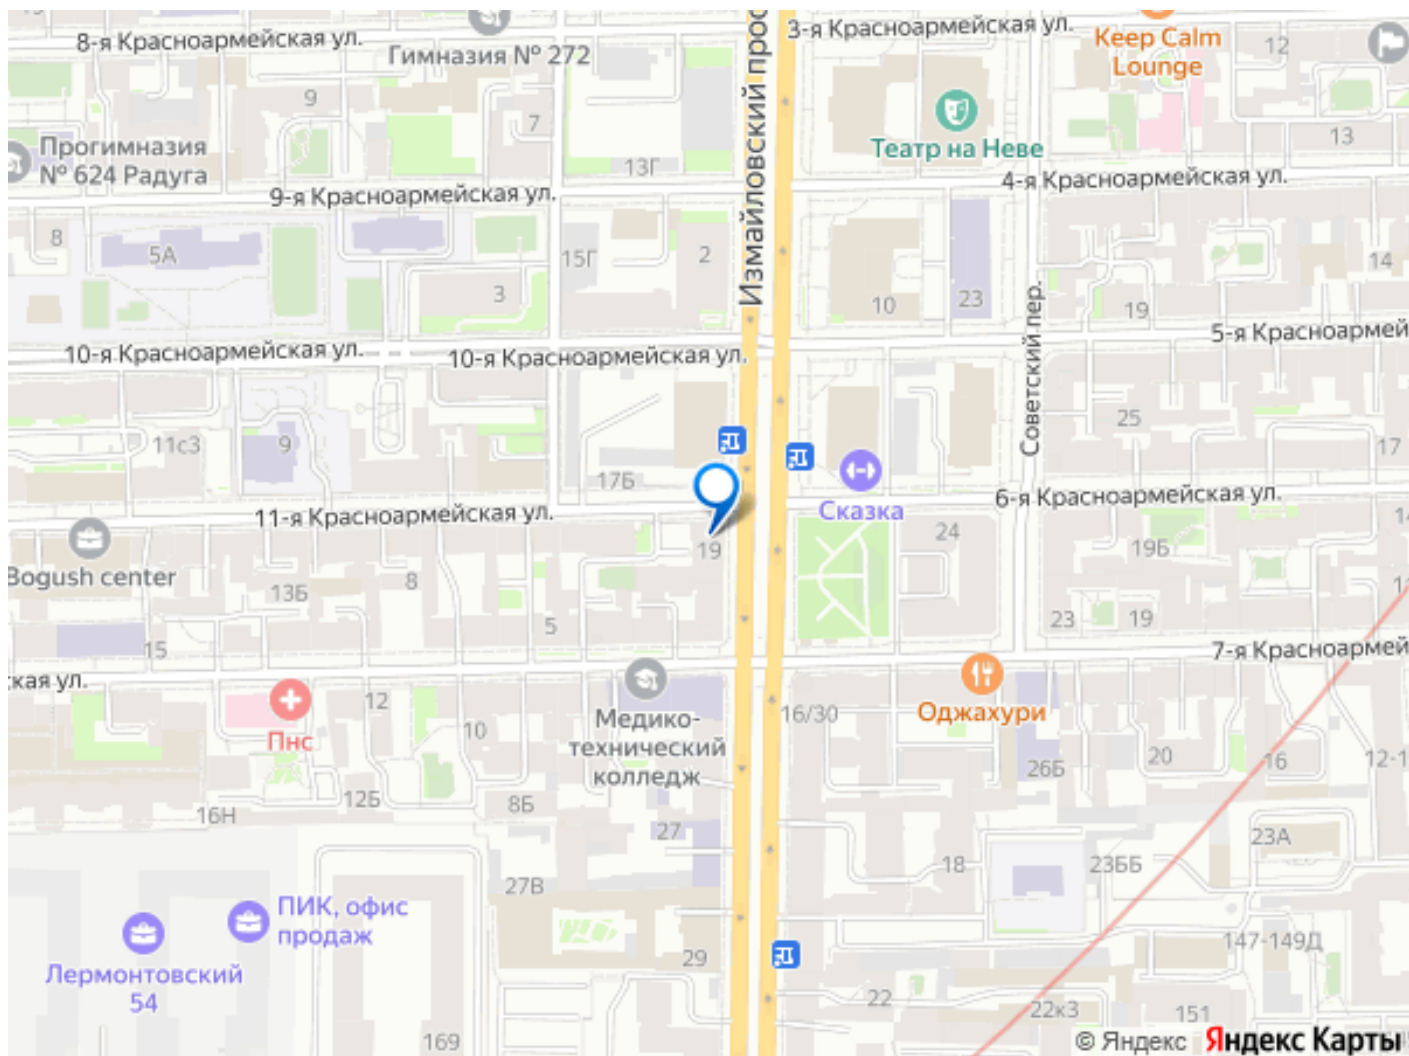 8-я Красноармейская ул.
Гимназия № 272
Измайловский прос
3-я Красноармейская ул.
Keep Calm
Lounge
12
9
7
13Г
Прогимназия
№ 624 Радуга
Театр на Неве
13
9-я Красноармейская ул.
4-я Красноармейская ул.
8
5А
15Г
2
3
10
23
19
14
Советский пер.
10-я Красноармейская ул.
10-я Красноармейская ул.
5-я Красноармей
11с3
9
17Б
25
17
Сказка
6-я Красноармейская ул.
11-я Красноармейская ул.
19
24
19Б
14
Bogush center
13Б
8
5
15
23
19
11
7-я Красноармей
кая ул.
Пнс
12
10
Медико-
технический
колледж
16/30
Оджахури
26Б
20
16
12-1
16Н
12Б
8Б
27
27В
18
23ББ
23А
ПИК, офис
продаж
Лермонтовский
54
29
22
147-149Д
22к3
151
169
© Яндекс Яндекс Карты